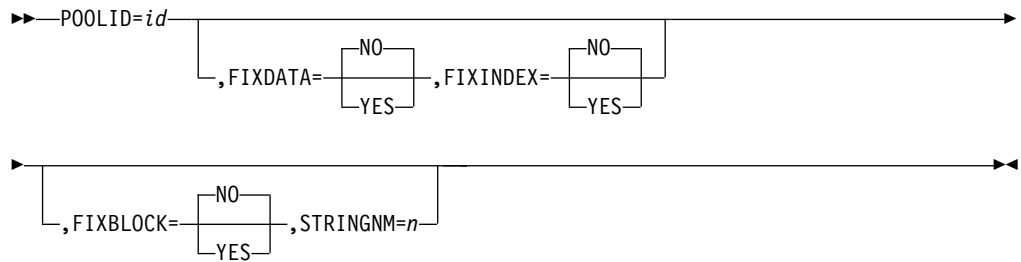 POOLID=id
NO NO
,FIXDATA= ,FIXINDEX=
YES YES
NO
,FIXBLOCK= ,STRINGNM=n
YES